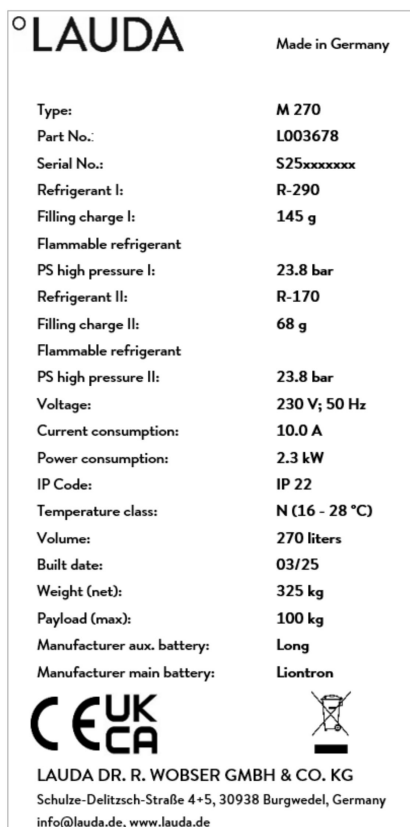 °LAUDA Made in Germany
Type: M 270
Part No.: L003678
Serial No.: S25xxxxxxx
Refrigerant I: R-290
Filling charge I: 145 g
Flammable refrigerant
PS high pressure I: 23.8 bar
Refrigerant II: R-170
Filling charge II: 68 g
Flammable refrigerant
PS high pressure II: 23.8 bar
Voltage: 230 V; 50 Hz
Current consumption: 10.0 A
Power consumption: 2.3 kW
IP Code: IP 22
Temperature class: N (16 - 28 °C)
Volume: 270 liters
Built date: 03/25
Weight (net): 325 kg
Payload (max): 100 kg
Manufacturer aux. battery: Long
Manufacturer main battery: Liontron
CE UK
CA
LAUDA DR. R. WOBSER GMBH & CO. KG
Schulze-Delitzsch-Straße 4+5, 30938 Burgwedel, Germany
info@lauda.de, www.lauda.de